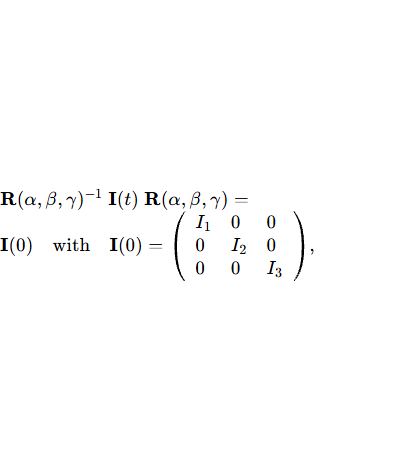 R(α, β, γ)⁻¹ I(t) R(α, β, γ) =
I(0) with I(0) = ( I₁ 0 0
0 I₂ 0
0 0 I₃ ),